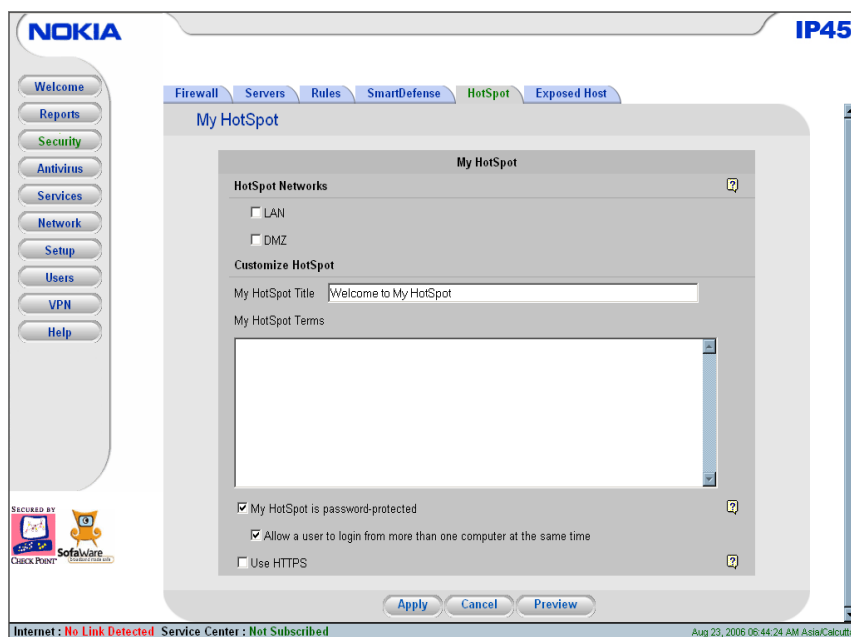 NOKIA
IP45
Welcome
Reports
Security
Antivirus
Services
Network
Setup
Users
VPN
Help
Firewall
Servers
Rules
SmartDefense
HotSpot
Exposed Host
My HotSpot
My HotSpot
HotSpot Networks
LAN
DMZ
Customize HotSpot
My HotSpot Title Welcome to My HotSpot
My HotSpot Terms
My HotSpot is password-protected
Allow a user to login from more than one computer at the same time
Use HTTPS
Apply
Cancel
Preview
SECURED BY
CHECK POINT
SofaWare
Internet : No Link Detected Service Center : Not Subscribed
Aug 23, 2006 06:44:24 AM Asia/Calcutt